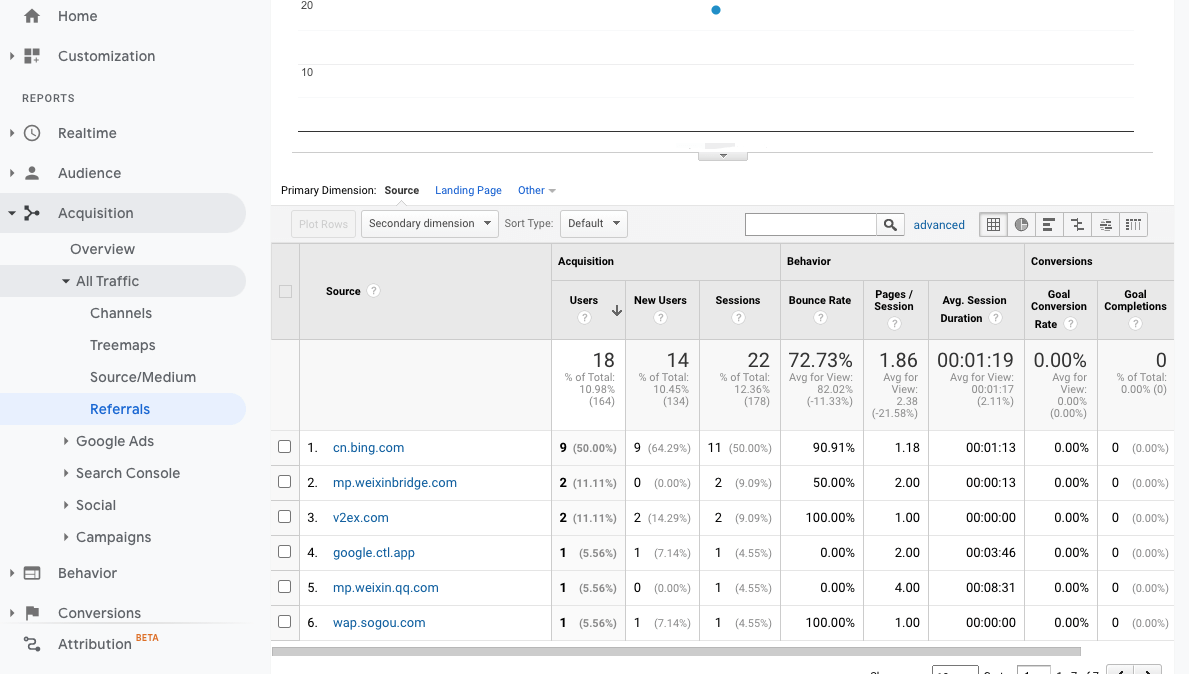 Home
Customization
REPORTS
Realtime
Audience
Acquisition
Overview
All Traffic
Channels
Treemaps
Source/Medium
Referrals
Google Ads
Search Console
Social
Campaigns
Behavior
Conversions
Attribution BETA
20
10
Primary Dimension: Source Landing Page Other
Plot Rows Secondary dimension Sort Type: Default advanced
Source ? Acquisition Behavior Conversions
Users ? New Users ? Sessions ? Bounce Rate ? Pages / Session ? Avg. Session Duration ? Goal Conversion Rate ? Goal Completions ?
18 14 22 72.73% 1.86 00:01:19 0.00% 0
% of Total: 10.98% (164) % of Total: 10.45% (134) % of Total: 12.36% (178) Avg for View: 82.02% (-11.33%) Avg for View: 2.38 (-21.58%) Avg for View: 00:01:17 (2.11%) Avg for View: 0.00% (0.00%) % of Total: 0.00% (0)
1. cn.bing.com 9 (50.00%) 9 (64.29%) 11 (50.00%) 90.91% 1.18 00:01:13 0.00% 0 (0.00%)
2. mp.weixinbridge.com 2 (11.11%) 0 (0.00%) 2 (9.09%) 50.00% 2.00 00:00:13 0.00% 0 (0.00%)
3. v2ex.com 2 (11.11%) 2 (14.29%) 2 (9.09%) 100.00% 1.00 00:00:00 0.00% 0 (0.00%)
4. google.ctl.app 1 (5.56%) 1 (7.14%) 1 (4.55%) 0.00% 2.00 00:03:46 0.00% 0 (0.00%)
5. mp.weixin.qq.com 1 (5.56%) 0 (0.00%) 1 (4.55%) 0.00% 4.00 00:08:31 0.00% 0 (0.00%)
6. wap.sogou.com 1 (5.56%) 1 (7.14%) 1 (4.55%) 100.00% 1.00 00:00:00 0.00% 0 (0.00%)